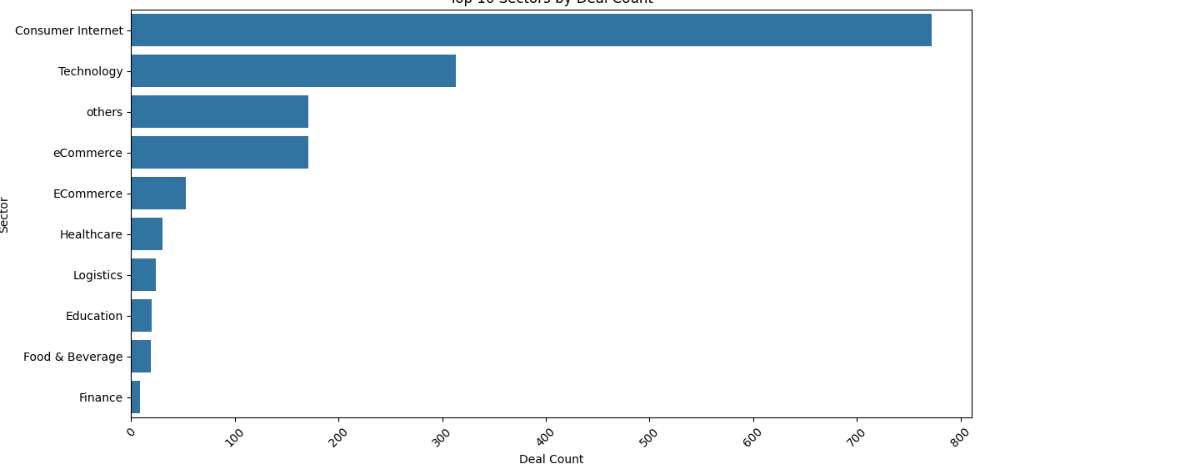 Top 10 Sectors by Deal Count
Consumer Internet
Technology
others
eCommerce
ECommerce
Healthcare
Logistics
Education
Food & Beverage
Finance
Sector
0 100 200 300 400 500 600 700 800
Deal Count